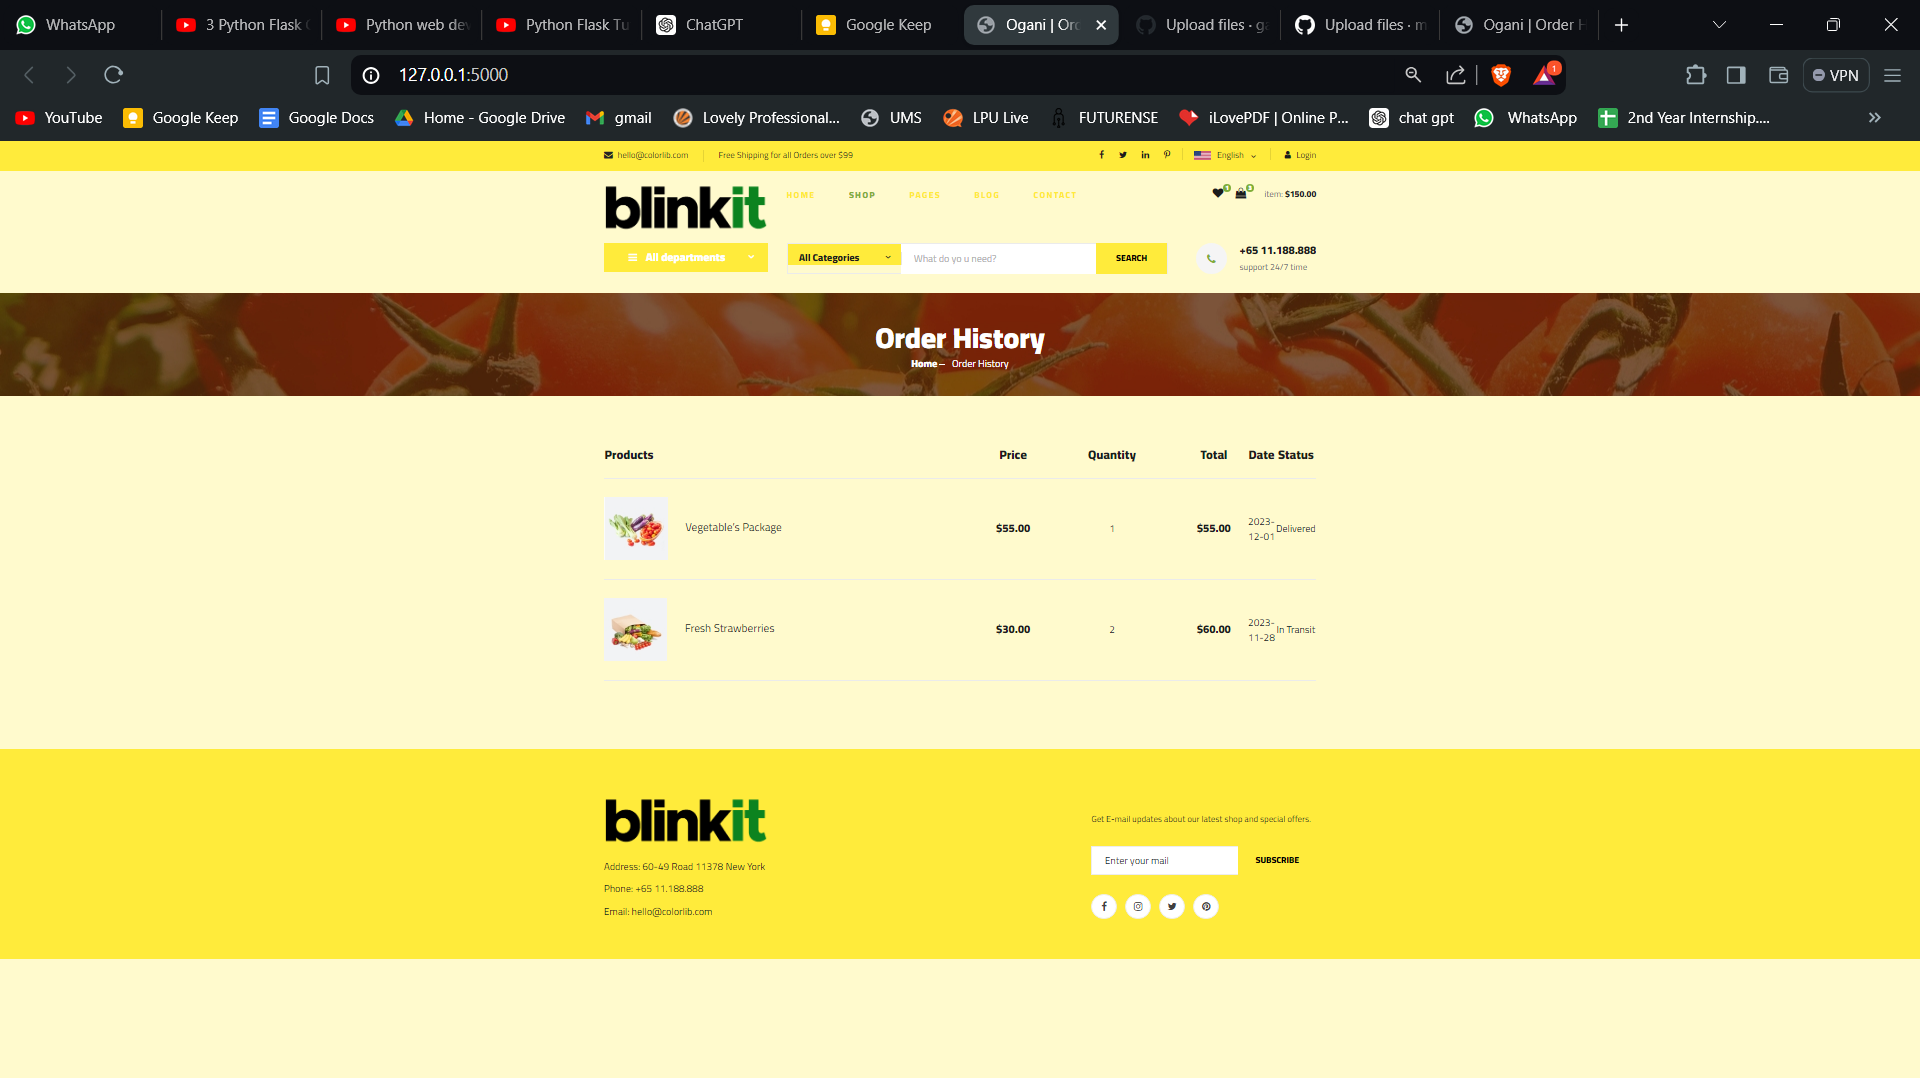 WhatsApp
3 Python Flask
Python web dev
Python Flask Tu
ChatGPT
Google Keep
Ogani | Orc
Upload files · ga
Upload files · m
Ogani | Order H
127.0.0.1:5000
1
VPN
YouTube
Google Keep
Google Docs
Home - Google Drive
gmail
Lovely Professional...
UMS
LPU Live
FUTURENSE
iLovePDF | Online P...
chat gpt
WhatsApp
2nd Year Internship....
hello@colorlib.com
Free Shipping for all Orders over $99
English
Login
blinkit
HOME
SHOP
PAGES
BLOG
CONTACT
1
3
item: $150.00
All departments
All Categories
What do yo u need?
SEARCH
+65 11.188.888
support 24/7 time
Order History
Home – Order History
Products Price Quantity Total Date Status
Vegetable's Package $55.00 1 $55.00 2023-12-01 Delivered
Fresh Strawberries $30.00 2 $60.00 2023-11-28 In Transit
blinkit
Address: 60-49 Road 11378 New York
Phone: +65 11.188.888
Email: hello@colorlib.com
Get E-mail updates about our latest shop and special offers.
Enter your mail
SUBSCRIBE